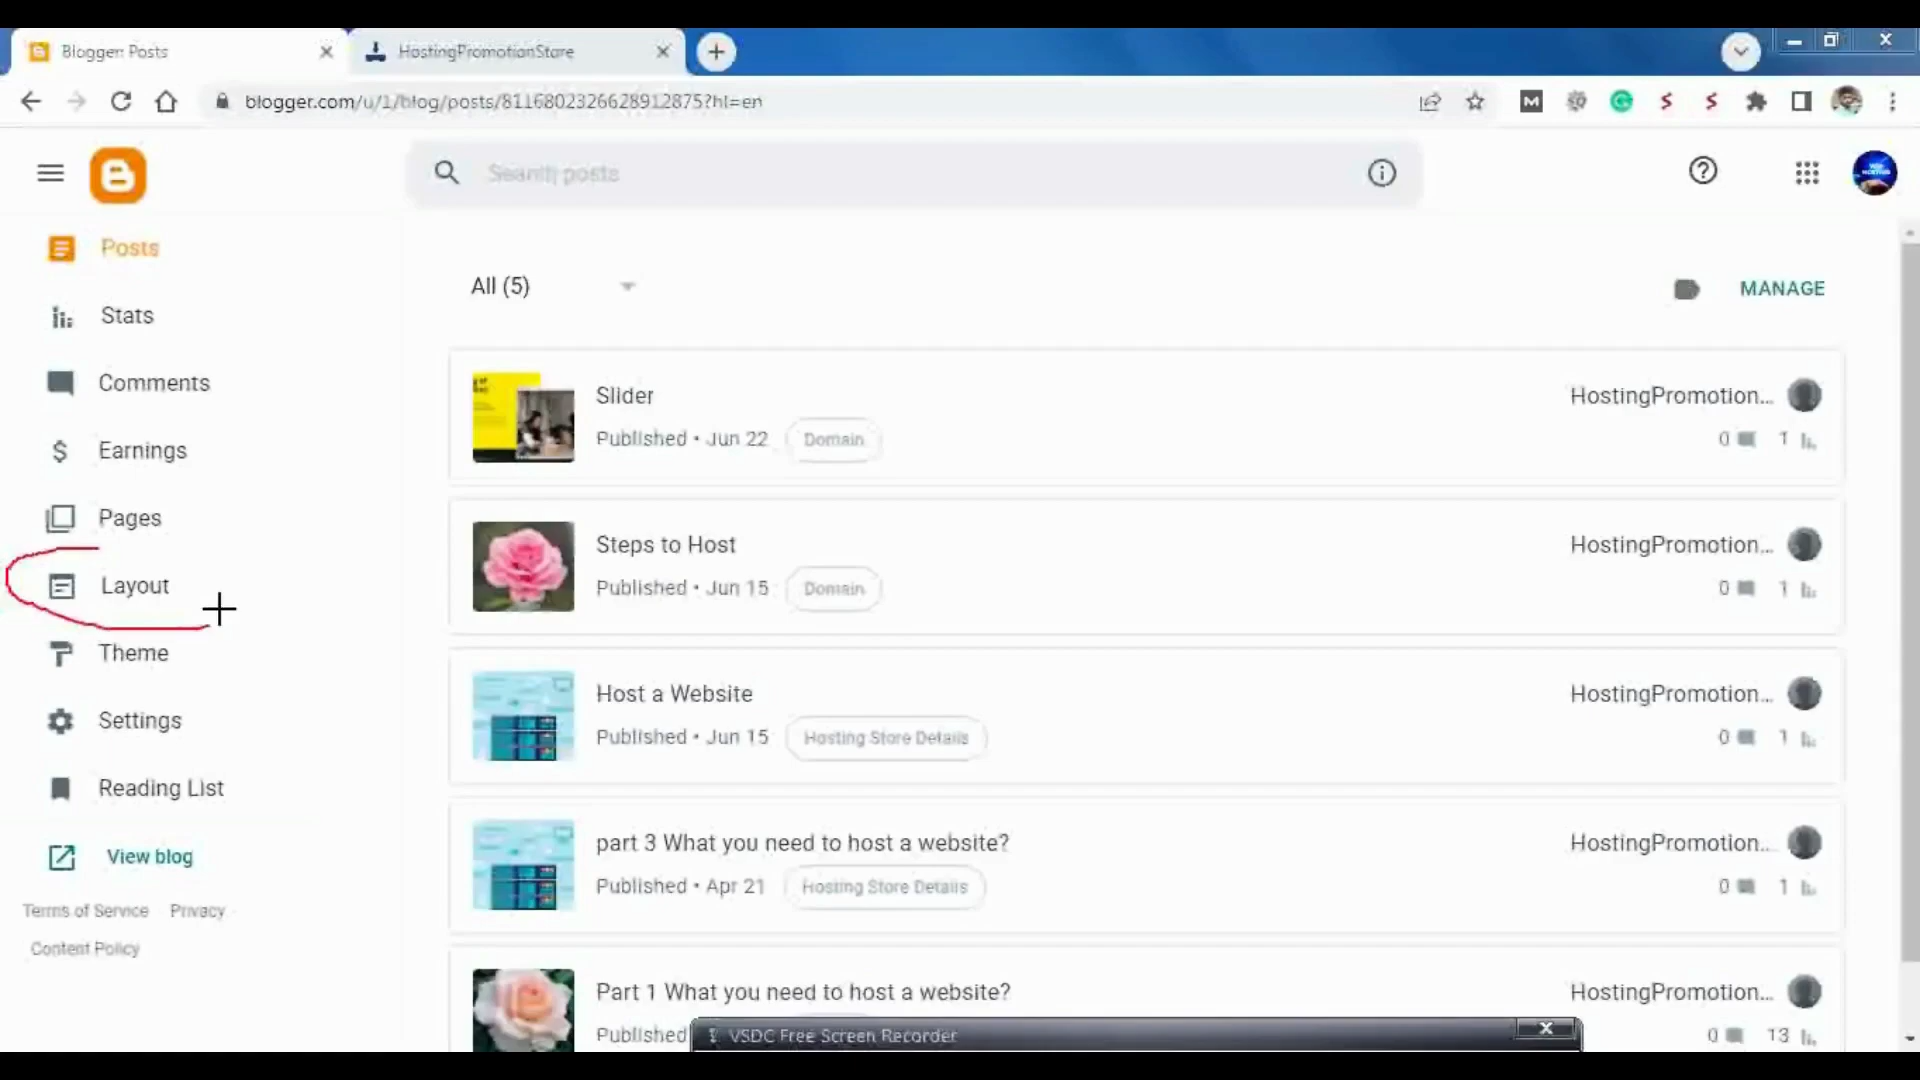 Blogger: Posts
HostingPromotionStore
blogger.com/u/1/blog/posts/8116802326628912875?hl=en
Search posts
Posts
Stats
Comments
Earnings
Pages
Layout
Theme
Settings
Reading List
View blog
Terms of Service Privacy
Content Policy
All (5)
MANAGE
Slider
HostingPromotion...
Published • Jun 22 Domain
0 1
Steps to Host
HostingPromotion...
Published • Jun 15 Domain
0 1
Host a Website
HostingPromotion...
Published • Jun 15 Hosting Store Details
0 1
part 3 What you need to host a website?
HostingPromotion...
Published • Apr 21 Hosting Store Details
0 1
Part 1 What you need to host a website?
HostingPromotion...
Published
0 13
VSDC Free Screen Recorder